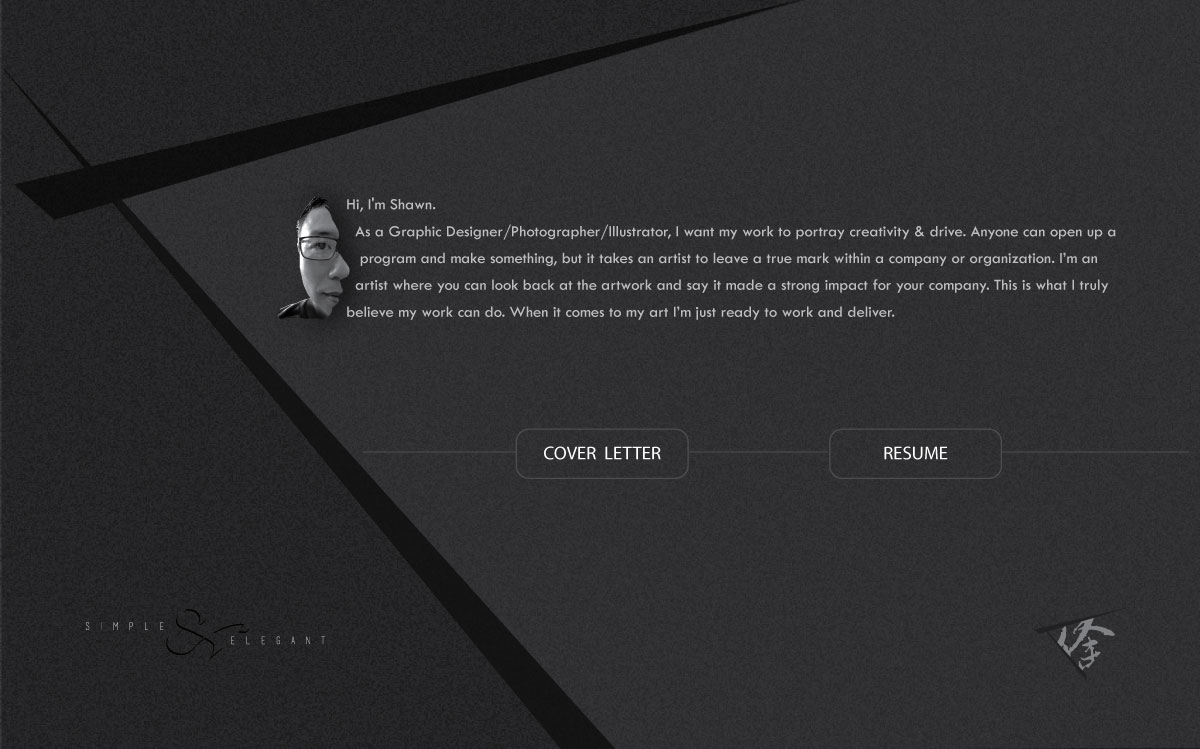 Hi, I'm Shawn.
As a Graphic Designer/Photographer/Illustrator, I want my work to portray creativity & drive. Anyone can open up a
program and make something, but it takes an artist to leave a true mark within a company or organization. I'm an
artist where you can look back at the artwork and say it made a strong impact for your company. This is what I truly
believe my work can do. When it comes to my art I'm just ready to work and deliver.
COVER LETTER
RESUME
SIMPLE & ELEGANT